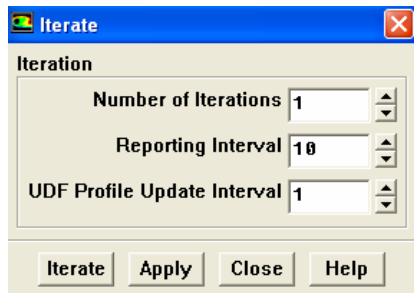 Iterate
Iteration
Number of Iterations 1
Reporting Interval 10
UDF Profile Update Interval 1
Iterate Apply Close Help